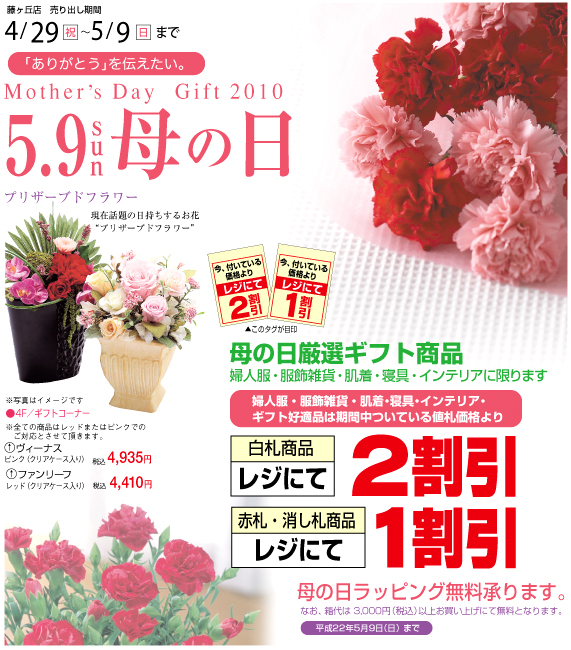 藤ヶ丘店 売り出し期間
4/29祝～5/9日まで
「ありがとう」を伝えたい。
Mother's Day Gift 2010
5.9sun母の日
プリザーブドフラワー
現在話題の日持ちするお花
“プリザーブドフラワー”
※写真はイメージです
●4F/ギフトコーナー
※全ての商品はレッドまたはピンクでの
ご対応とさせて頂きます。
①ヴィーナス
ピンク（クリアケース入り） 税込 4,935円
①ファンリーフ
レッド（クリアケース入り） 税込 4,410円
今、付いている
価格より
レジにて
2割引
今、付いている
価格より
レジにて
1割引
▲このタグが目印
母の日厳選ギフト商品
婦人服・服飾雑貨・肌着・寝具・インテリアに限ります
婦人服・服飾雑貨・肌着・寝具・インテリア・
ギフト好適品は期間中ついている値札価格より
白札商品
レジにて
2割引
赤札・消し札商品
レジにて
1割引
母の日ラッピング無料承ります。
なお、箱代は 3,000円（税込）以上お買い上げにて無料となります。
平成22年5月9日（日）まで